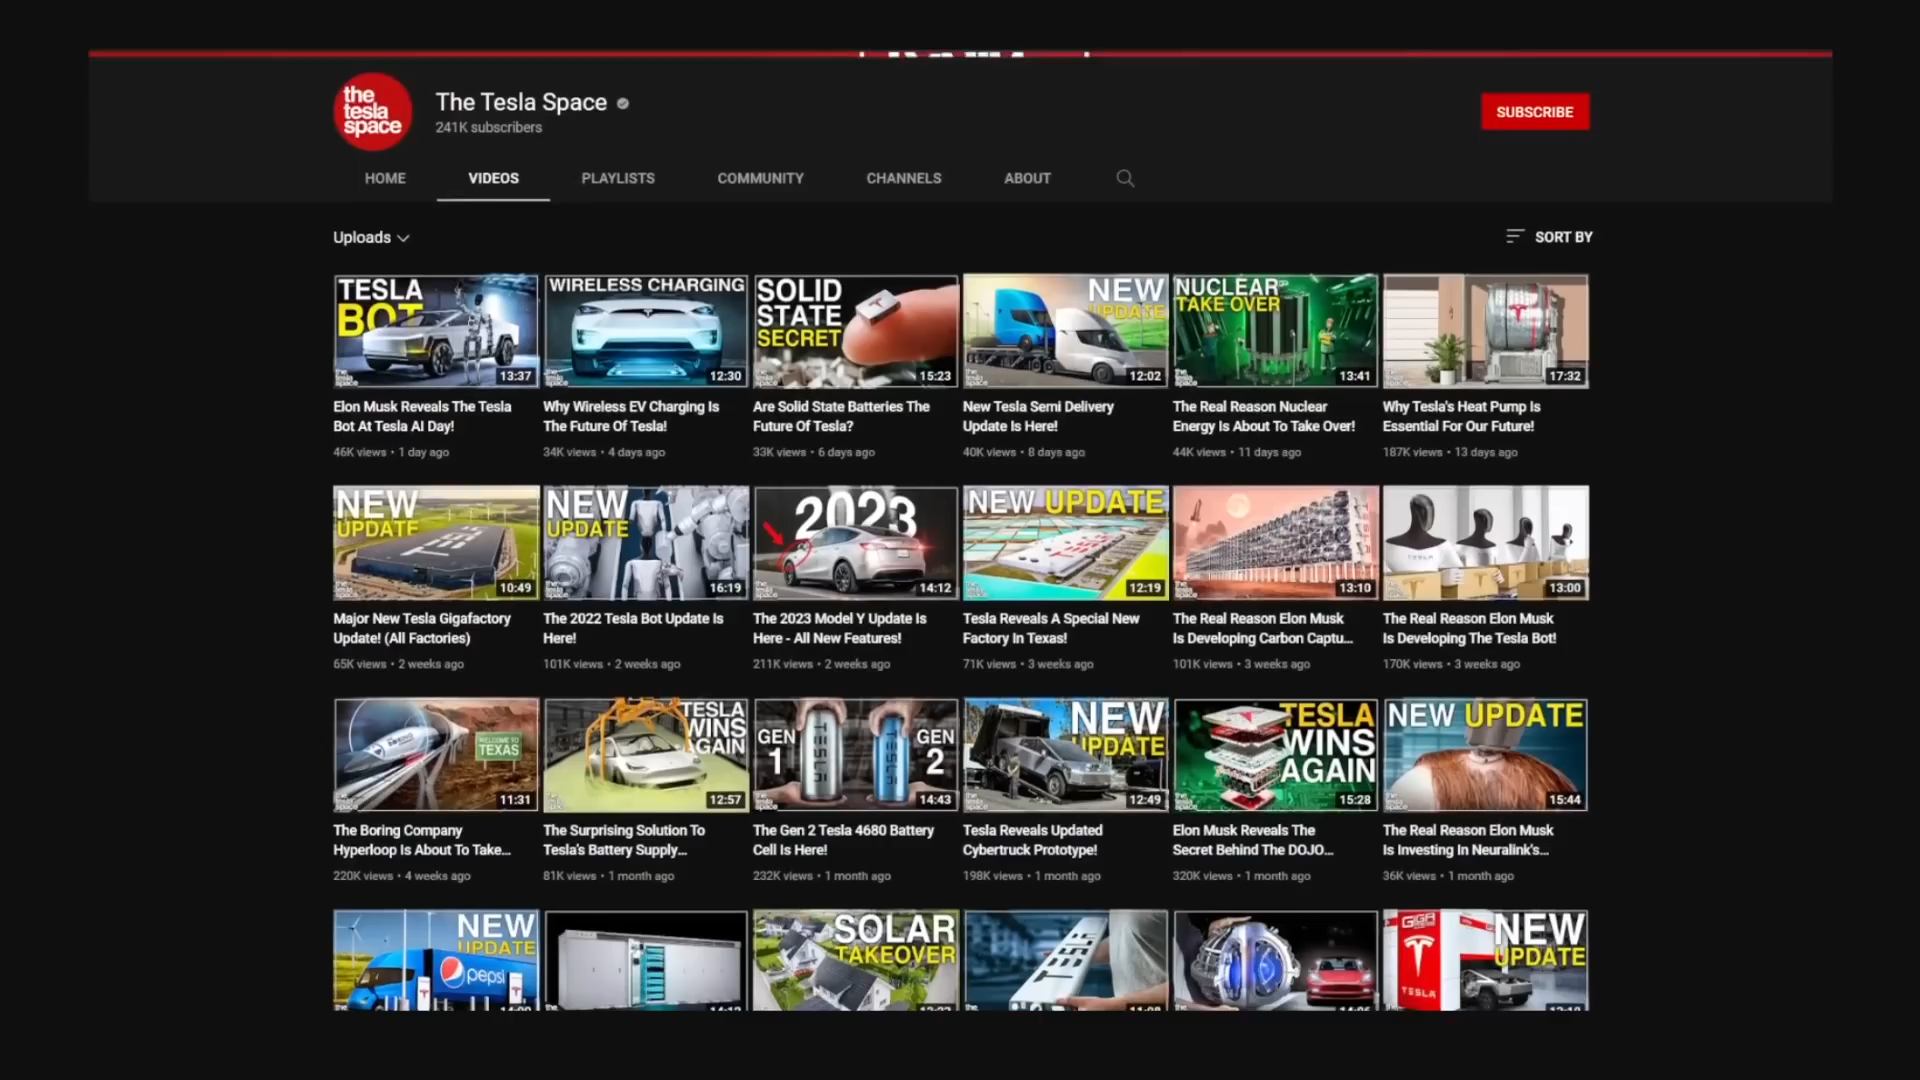 the
tesla
space
The Tesla Space
241K subscribers
SUBSCRIBE
HOME
VIDEOS
PLAYLISTS
COMMUNITY
CHANNELS
ABOUT
Uploads
SORT BY
TESLA
BOT
13:37
WIRELESS CHARGING
12:30
SOLID
STATE
SECRET
15:23
NEW
UPDATE
12:02
NUCLEAR
TAKE OVER
13:41
17:32
Elon Musk Reveals The Tesla
Bot At Tesla AI Day!
46K views • 1 day ago
Why Wireless EV Charging Is
The Future Of Tesla!
34K views • 4 days ago
Are Solid State Batteries The
Future Of Tesla?
33K views • 6 days ago
New Tesla Semi Delivery
Update Is Here!
40K views • 8 days ago
The Real Reason Nuclear
Energy Is About To Take Over!
44K views • 11 days ago
Why Tesla's Heat Pump Is
Essential For Our Future!
187K views • 13 days ago
NEW
UPDATE
TESLA
10:49
NEW
UPDATE
16:19
2023
14:12
NEW UPDATE
TESLA
12:19
TESLA
13:10
TESLA
13:00
Major New Tesla Gigafactory
Update! (All Factories)
65K views • 2 weeks ago
The 2022 Tesla Bot Update Is
Here!
101K views • 2 weeks ago
The 2023 Model Y Update Is
Here - All New Features!
211K views • 2 weeks ago
Tesla Reveals A Special New
Factory In Texas!
71K views • 3 weeks ago
The Real Reason Elon Musk
Is Developing Carbon Captu...
101K views • 3 weeks ago
The Real Reason Elon Musk
Is Developing The Tesla Bot!
170K views • 3 weeks ago
WELCOME TO
TEXAS
11:31
TESLA
WINS
AGAIN
12:57
GEN
1
TESLA
TESLA
GEN
2
14:43
NEW
UPDATE
12:49
TESLA
WINS
AGAIN
15:28
NEW UPDATE
15:44
The Boring Company
Hyperloop Is About To Take...
220K views • 4 weeks ago
The Surprising Solution To
Tesla's Battery Supply...
81K views • 1 month ago
The Gen 2 Tesla 4680 Battery
Cell Is Here!
232K views • 1 month ago
Tesla Reveals Updated
Cybertruck Prototype!
198K views • 1 month ago
Elon Musk Reveals The
Secret Behind The DOJO...
320K views • 1 month ago
The Real Reason Elon Musk
Is Investing In Neuralink's...
36K views • 1 month ago
NEW
UPDATE
pepsi
SOLAR
TAKEOVER
TESLA
GIGA
TESLA
NEW
UPDATE